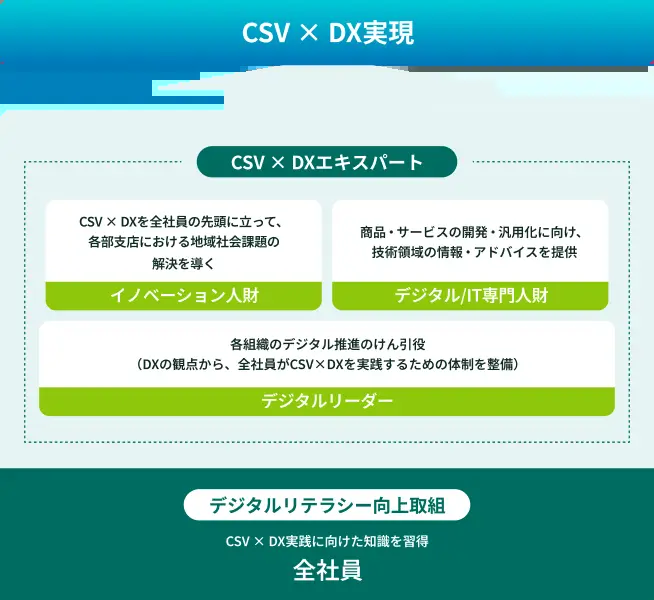 CSV × DX実現
CSV × DXエキスパート
CSV × DXを全社員の先頭に立って、
各部支店における地域社会課題の
解決を導く
イノベーション人財
商品・サービスの開発・汎用化に向け、
技術領域の情報・アドバイスを提供
デジタル/IT専門人財
各組織のデジタル推進のけん引役
（DXの観点から、全社員がCSV×DXを実践するための体制を整備）
デジタルリーダー
デジタルリテラシー向上取組
CSV × DX実践に向けた知識を習得
全社員